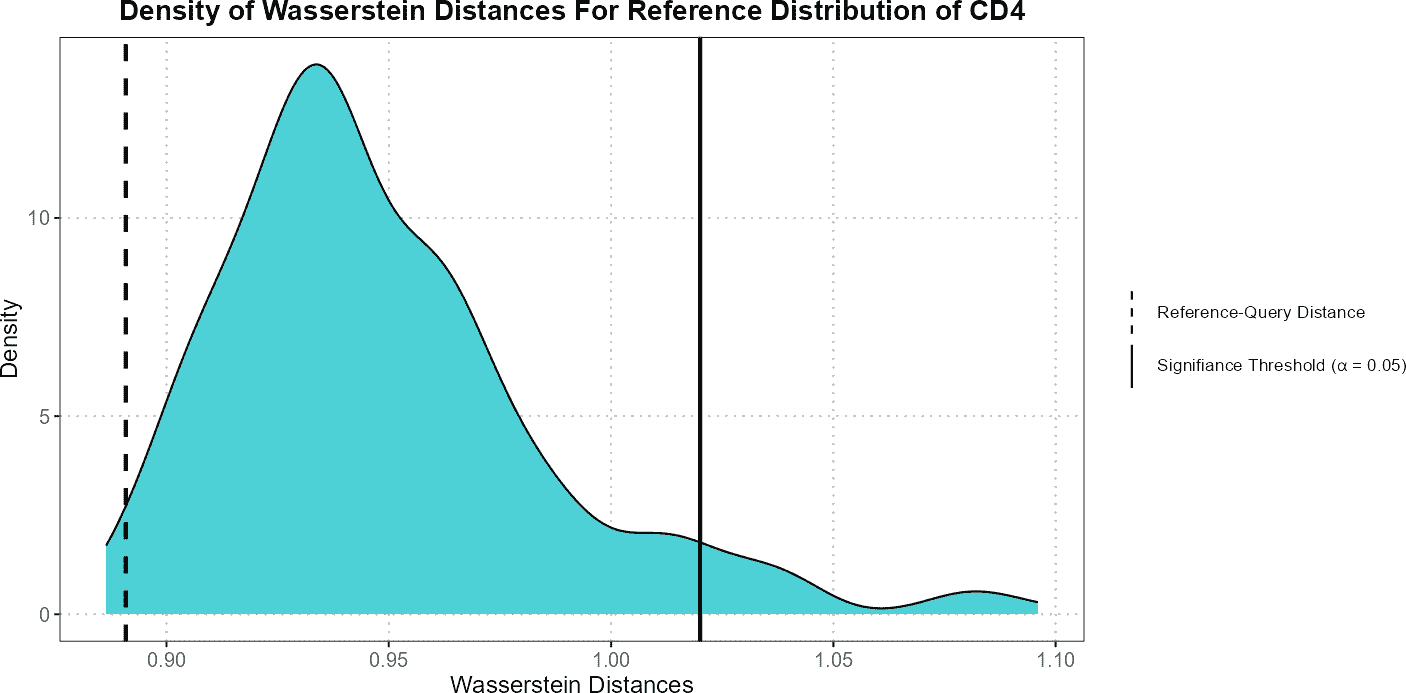 Density of Wasserstein Distances For Reference Distribution of CD4
Density
10
5
0
0.90
0.95
1.00
1.05
1.10
Wasserstein Distances
Reference-Query Distance
Signifiance Threshold (α = 0.05)